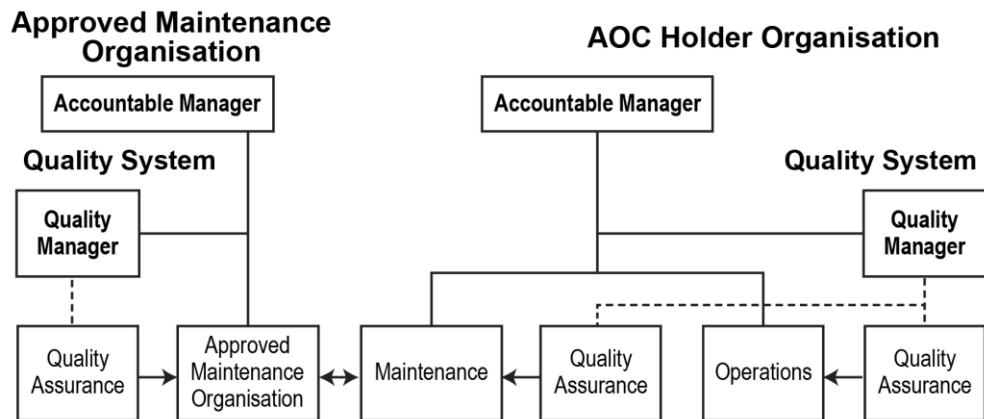 Approved Maintenance
Organisation
AOC Holder Organisation
Accountable Manager
Accountable Manager
Quality System
Quality System
Quality
Manager
Quality
Manager
Quality
Assurance
Approved
Maintenance
Organisation
Maintenance
Quality
Assurance
Operations
Quality
Assurance